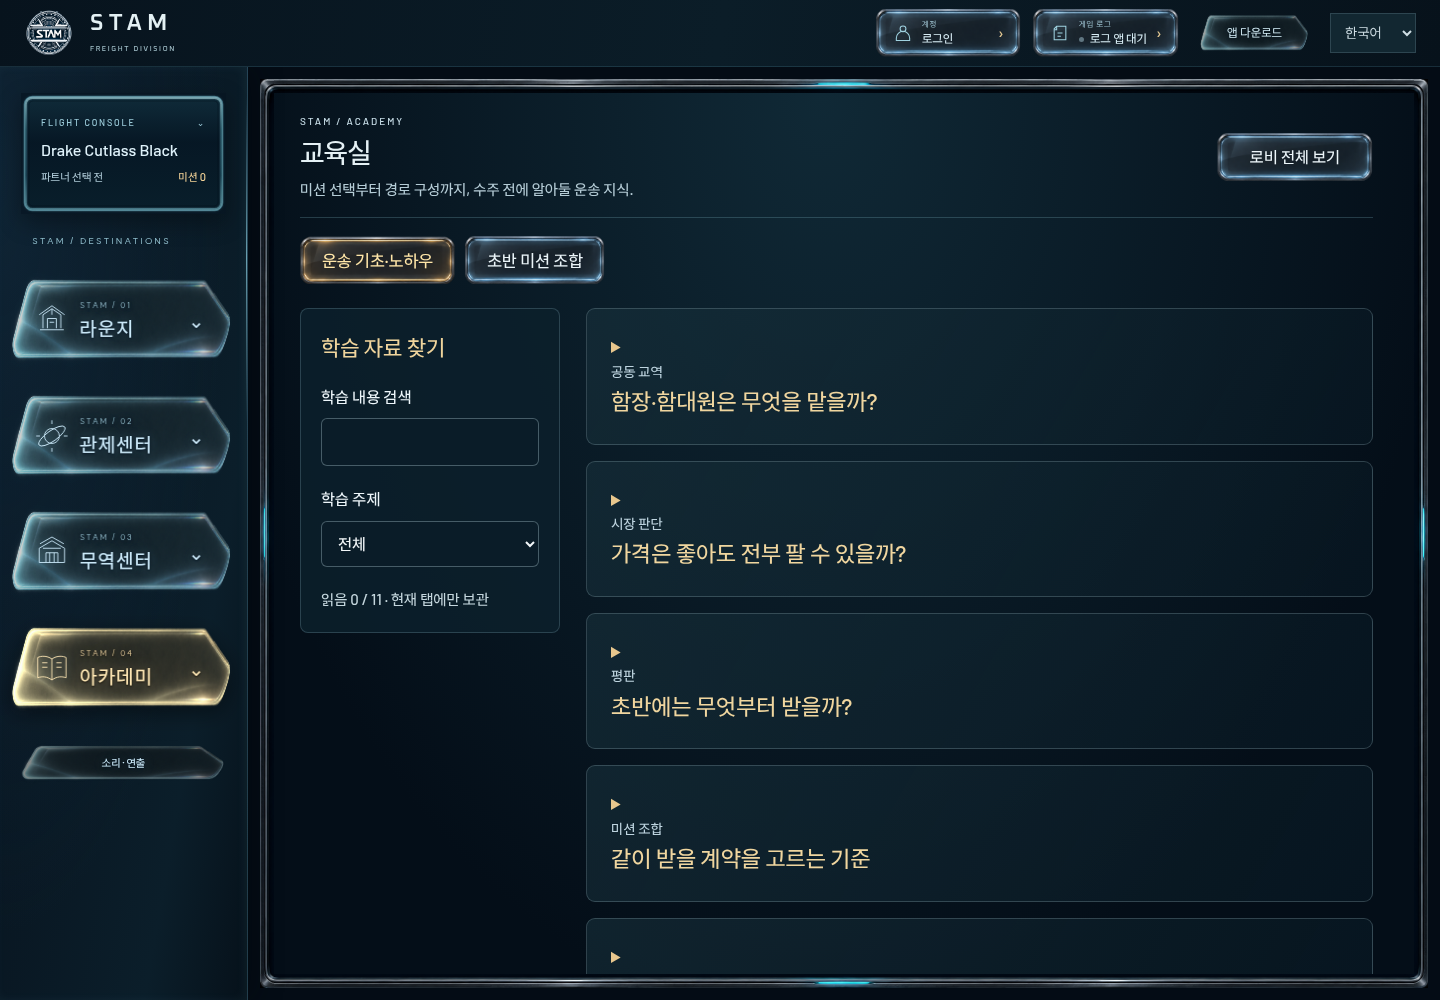 STAM
STAM
FREIGHT DIVISION
계정
로그인
게임 로그
로그 앱 대기
앱 다운로드
한국어
FLIGHT CONSOLE
Drake Cutlass Black
파트너 선택 전
미션 0
STAM / DESTINATIONS
STAM / 01
라운지
STAM / 02
관제센터
STAM / 03
무역센터
STAM / 04
아카데미
소리·연출
STAM / ACADEMY
교육실
미션 선택부터 경로 구성까지, 수주 전에 알아둘 운송 지식.
로비 전체 보기
운송 기초·노하우
초반 미션 조합
학습 자료 찾기
학습 내용 검색
학습 주제
전체
읽음 0 / 11 · 현재 탭에만 보관
공동 교역
함장·함대원은 무엇을 맡을까?
시장 판단
가격은 좋아도 전부 팔 수 있을까?
평판
초반에는 무엇부터 받을까?
미션 조합
같이 받을 계약을 고르는 기준